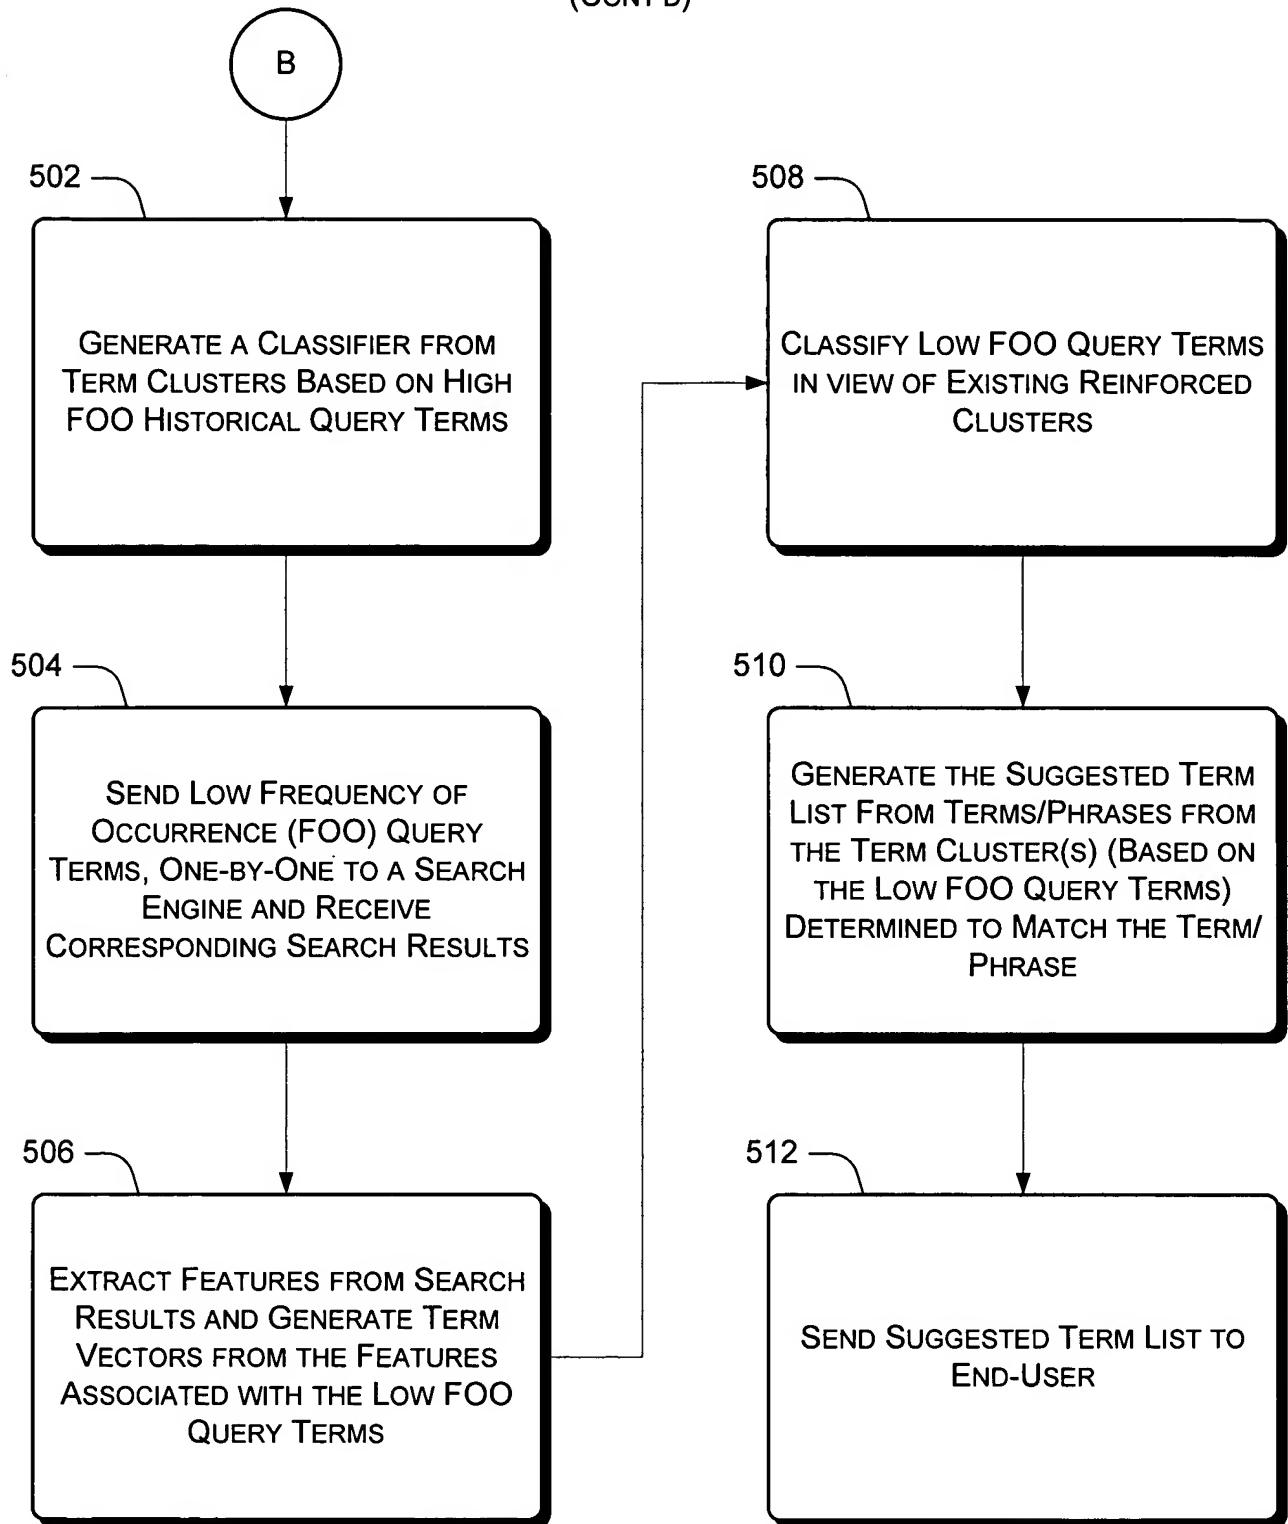 (CONT'D)
B
502
GENERATE A CLASSIFIER FROM
TERM CLUSTERS BASED ON HIGH
FOO HISTORICAL QUERY TERMS
504
SEND LOW FREQUENCY OF
OCCURRENCE (FOO) QUERY
TERMS, ONE-BY-ONE TO A SEARCH
ENGINE AND RECEIVE
CORRESPONDING SEARCH RESULTS
506
EXTRACT FEATURES FROM SEARCH
RESULTS AND GENERATE TERM
VECTORS FROM THE FEATURES
ASSOCIATED WITH THE LOW FOO
QUERY TERMS
508
CLASSIFY LOW FOO QUERY TERMS
IN VIEW OF EXISTING REINFORCED
CLUSTERS
510
GENERATE THE SUGGESTED TERM
LIST FROM TERMS/PHRASES FROM
THE TERM CLUSTER(S) (BASED ON
THE LOW FOO QUERY TERMS)
DETERMINED TO MATCH THE TERM/
PHRASE
512
SEND SUGGESTED TERM LIST TO
END-USER